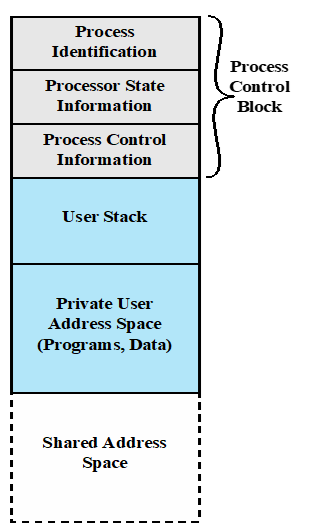 Process
Identification
Processor State
Information
Process Control
Information
Process
Control
Block
User Stack
Private User
Address Space
(Programs, Data)
Shared Address
Space